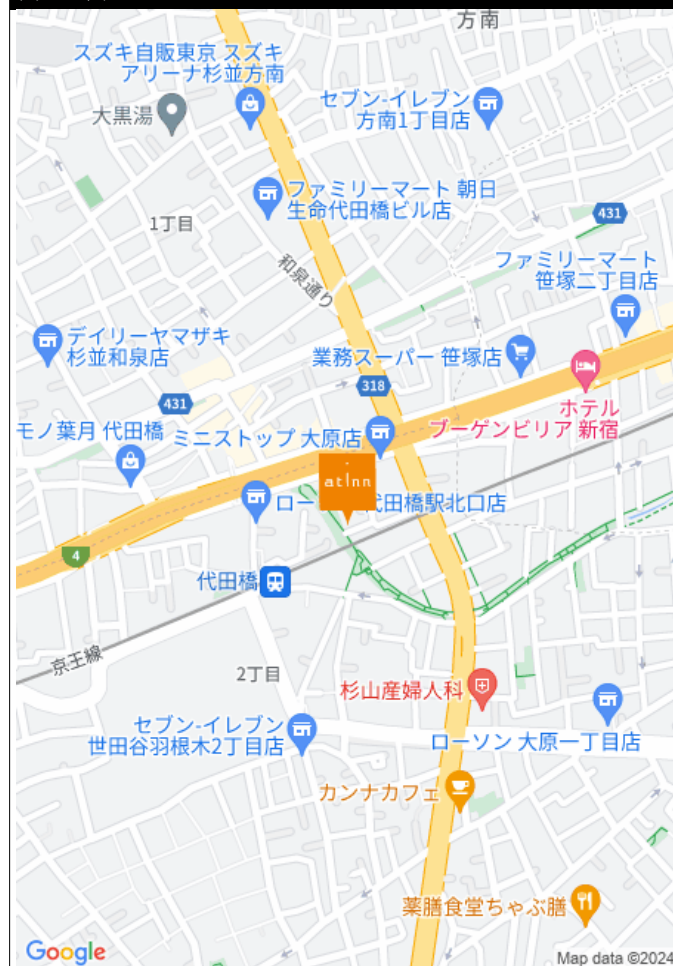 方南
スズキ自販東京 スズキ
アリーナ杉並方南
大黒湯
セブン-イレブン
方南1丁目店
ファミリーマート 朝日
生命代田橋ビル店
1丁目
431
和泉通り
ファミリーマート
笹塚二丁目店
デイリーヤマザキ
杉並和泉店
業務スーパー 笹塚店
318
431
ホテル
ブーゲンビリア 新宿
モノ葉月 代田橋
ミニストップ 大原店
atInn
ロー
代田橋駅北口店
4
代田橋
京王線
2丁目
杉山産婦人科
セブン-イレブン
世田谷羽根木2丁目店
ローソン 大原一丁目店
カンナカフェ
薬膳食堂ちゃぶ膳
Google
Map data ©2024